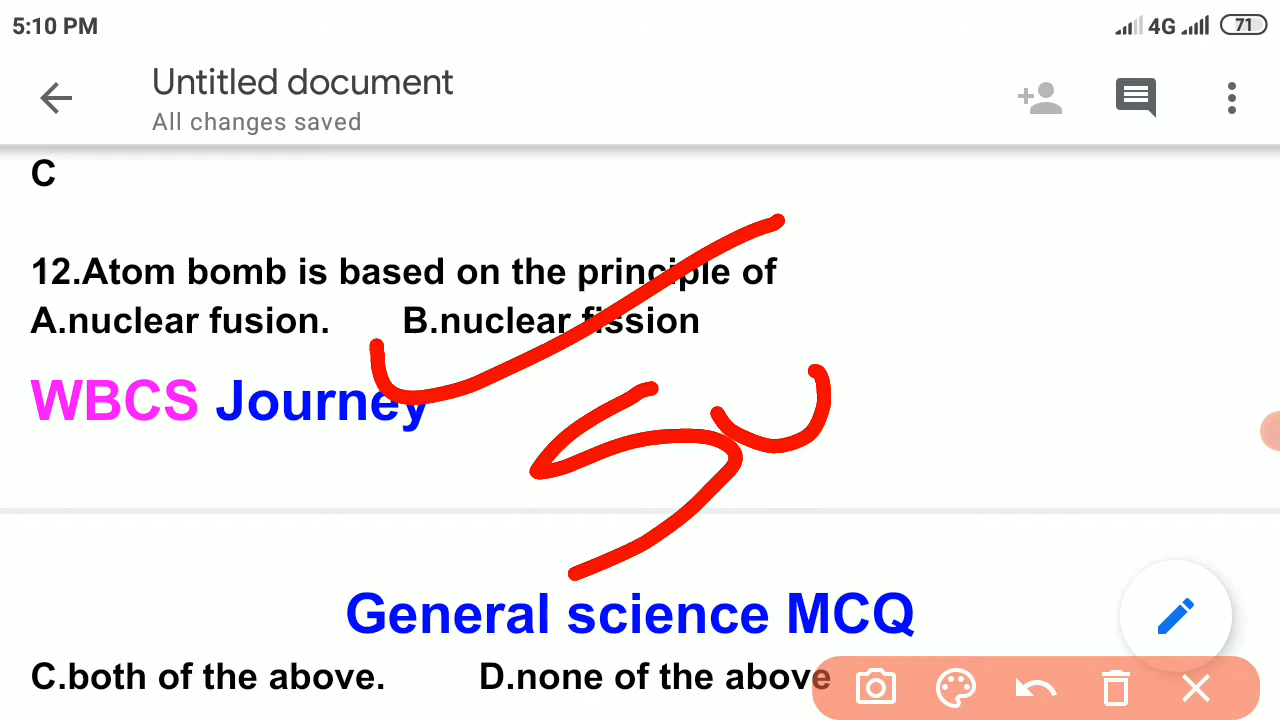 5:10 PM 4G 71
Untitled document
All changes saved
C
12.Atom bomb is based on the principle of
A.nuclear fusion. B.nuclear fission
WBCS Journey
General science MCQ
C.both of the above. D.none of the above